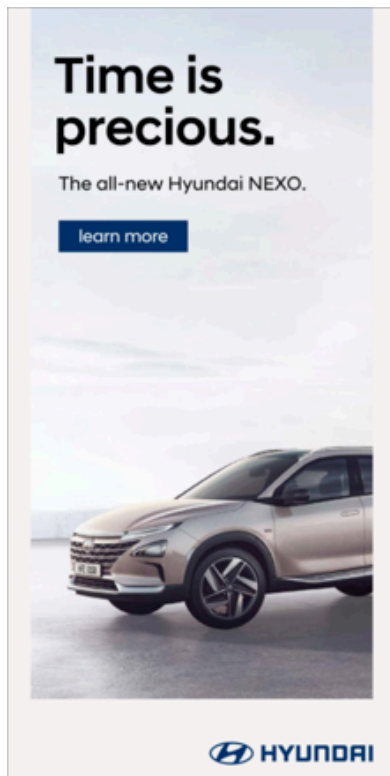 Time is
precious.
The all-new Hyundai NEXO.
learn more
HYUNDAI